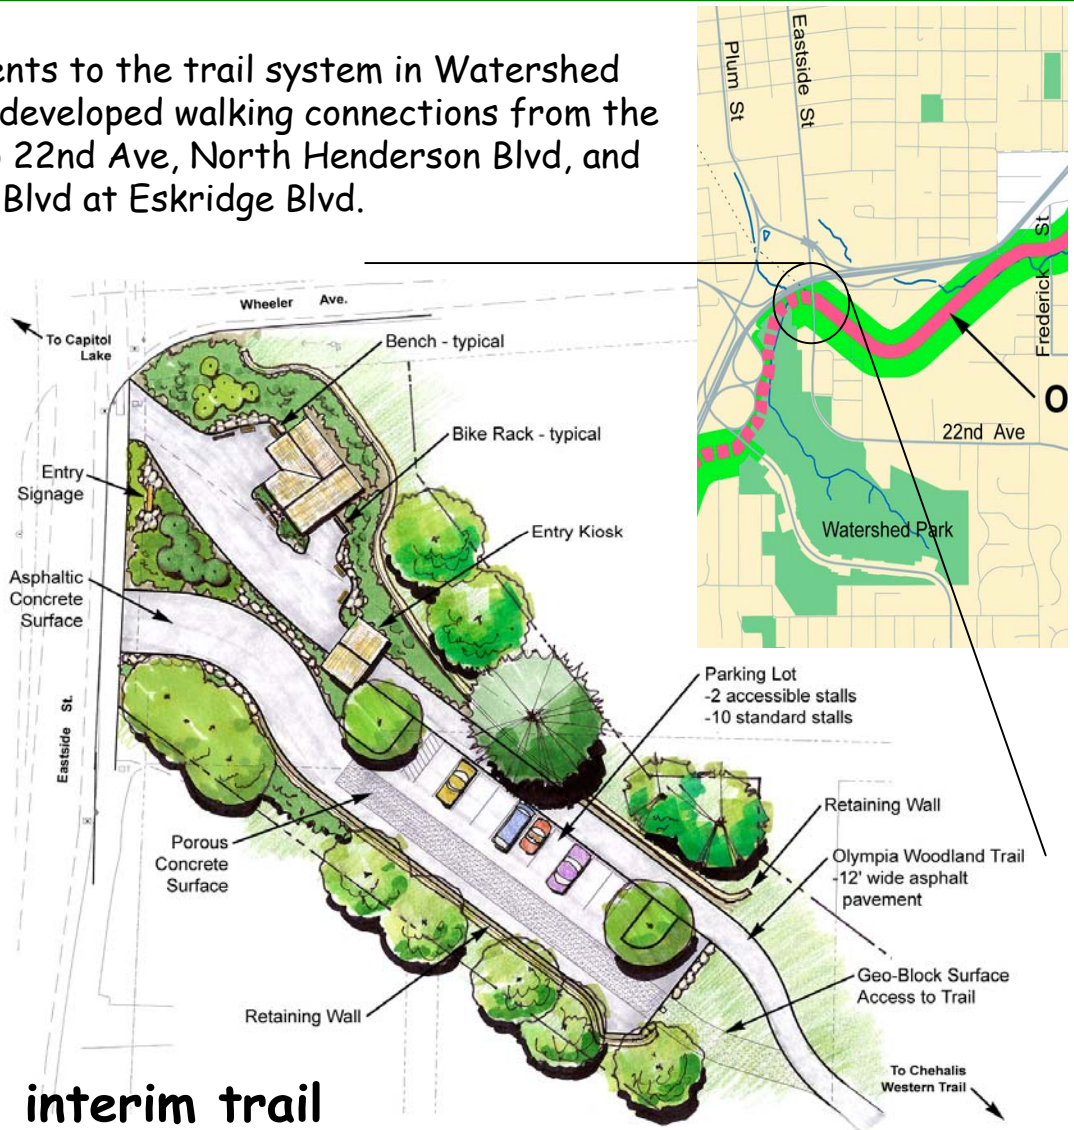 ents to the trail system in Watershed
developed walking connections from the
22nd Ave, North Henderson Blvd, and
Blvd at Eskridge Blvd.
Plum St
Eastside St
Frederick St
22nd Ave
Watershed Park
O
Wheeler Ave.
To Capitol
Lake
Bench - typical
Bike Rack - typical
Entry
Signage
Entry Kiosk
Asphaltic
Concrete
Surface
Parking Lot
-2 accessible stalls
-10 standard stalls
Eastside St.
Retaining Wall
Porous
Concrete
Surface
Olympia Woodland Trail
-12' wide asphalt
pavement
Geo-Block Surface
Access to Trail
Retaining Wall
To Chehalis
Western Trail
interim trail